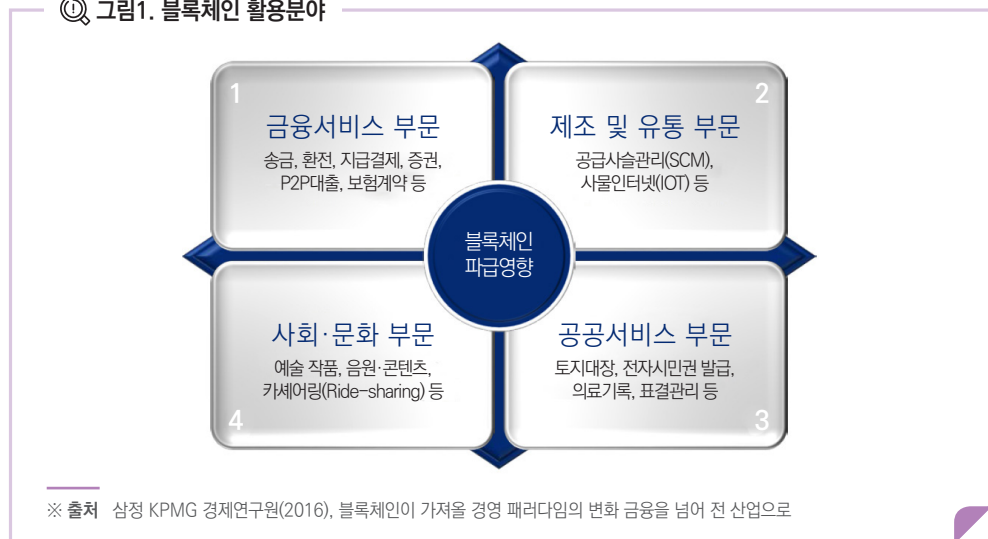 그림1. 블록체인 활용분야
1
금융서비스 부문
송금, 환전, 지급결제, 증권,
P2P대출, 보험계약 등
2
제조 및 유통 부문
공급사슬관리(SCM),
사물인터넷(IOT) 등
블록체인
파급영향
사회·문화 부문
예술 작품, 음원·콘텐츠,
카셰어링(Ride-sharing) 등
4
공공서비스 부문
토지대장, 전자시민권 발급,
의료기록, 표결관리 등
3
※ 출처 삼정 KPMG 경제연구원(2016), 블록체인이 가져올 경영 패러다임의 변화 금융을 넘어 전 산업으로